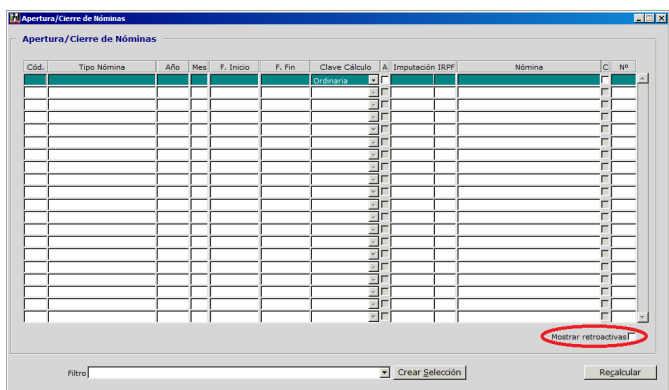 Apertura/Cierre de Nóminas
Apertura/Cierre de Nóminas
Cód. Tipo Nómina Año Mes F. Inicio F. Fin Clave Cálculo A Imputación IRPF Nómina C Nº
Ordinaria
Mostrar retroactivas
Filtro Crear Selección Recalcular